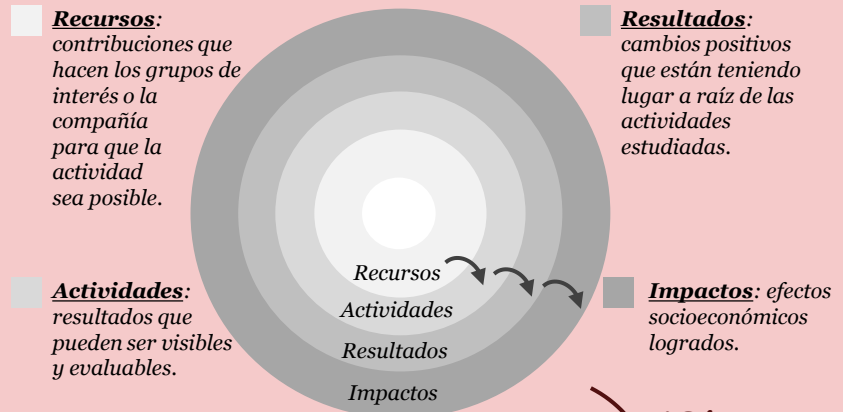 Recursos:
contribuciones que
hacen los grupos de
interés o la
compañía
para que la
actividad
sea posible.
Resultados:
cambios positivos
que están teniendo
lugar a raíz de las
actividades
estudiadas.
Actividades:
resultados que
pueden ser visibles
y evaluables.
Recursos
Actividades
Resultados
Impactos
Impactos: efectos
socioeconómicos
logrados.